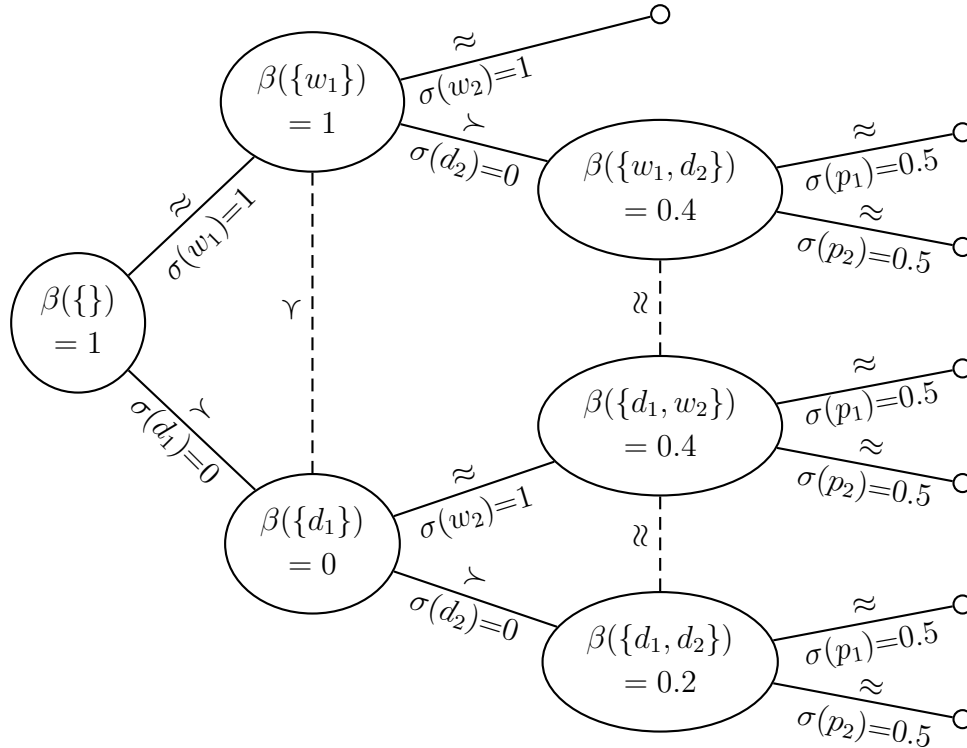 β({})
= 1
≈
σ(w₁)=1
≻
σ(d₁)=0
β({w₁})
= 1
≻
β({d₁})
= 0
≈
σ(w₂)=1
≻
σ(d₂)=0
≈
σ(w₂)=1
≻
σ(d₂)=0
β({w₁, d₂})
= 0.4
≈
β({d₁, w₂})
= 0.4
≈
β({d₁, d₂})
= 0.2
≈
σ(p₁)=0.5
≈
σ(p₂)=0.5
≈
σ(p₁)=0.5
≈
σ(p₂)=0.5
≈
σ(p₁)=0.5
≈
σ(p₂)=0.5